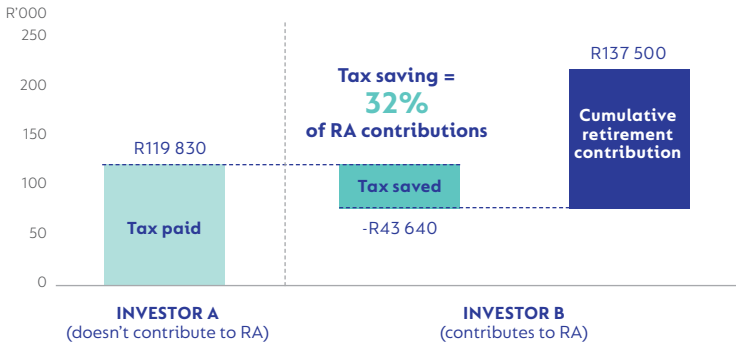 R'000
250
200
150
100
50
0
R119 830
Tax paid
Tax saving =
32%
of RA contributions
Tax saved
-R43 640
R137 500
Cumulative
retirement
contribution
INVESTOR A
(doesn't contribute to RA)
INVESTOR B
(contributes to RA)